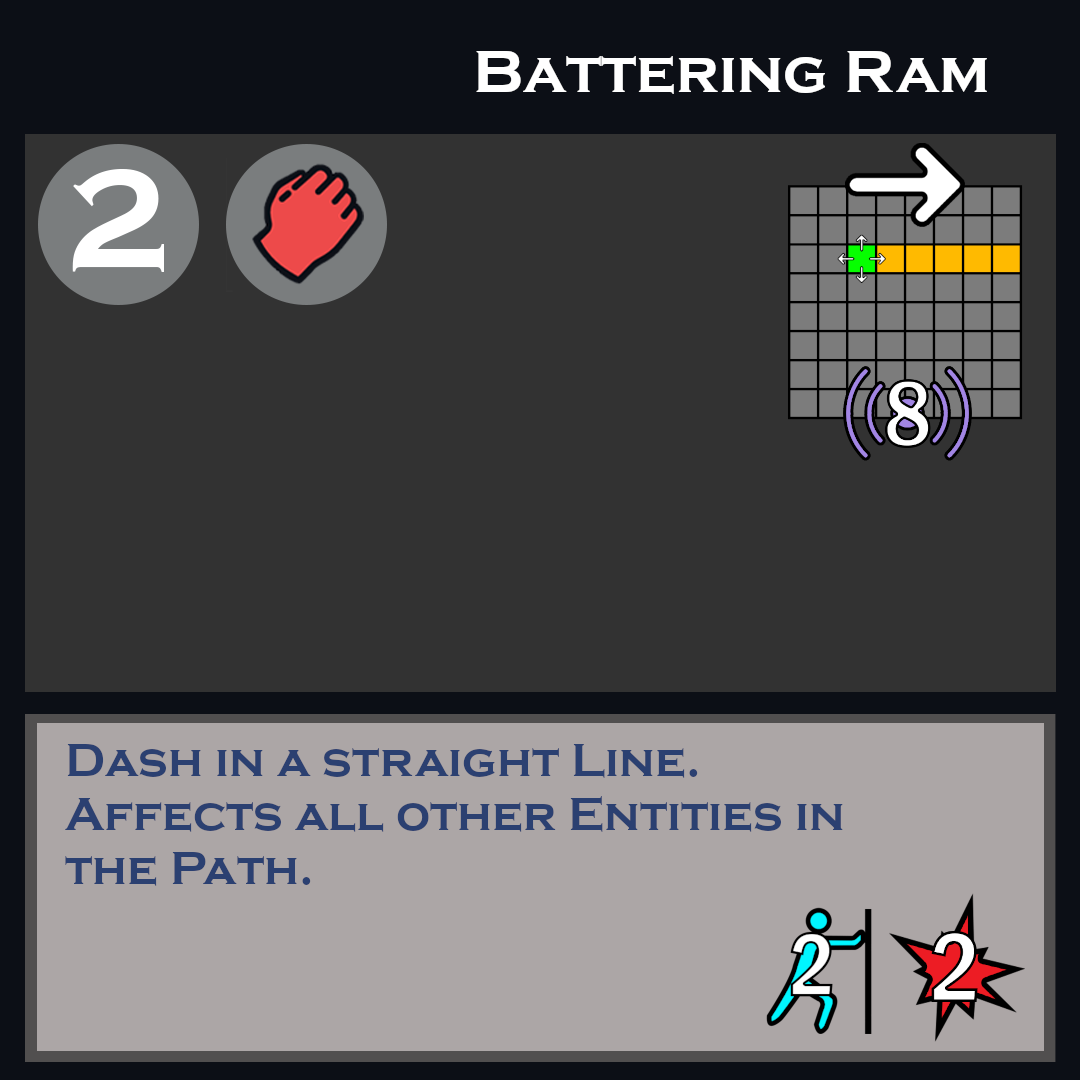 Battering Ram
2
8
Dash in a straight Line.
Affects all other Entities in
the Path.
2 2